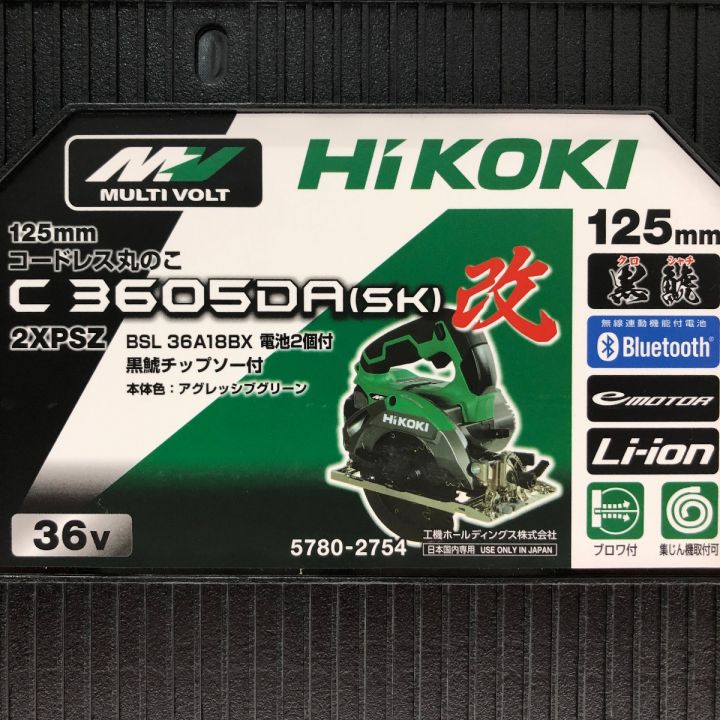 MV
MULTI VOLT
HiKOKI
125mm
コードレス丸のこ
C 3605DA(SK) 改
2XPSZ
BSL 36A18BX 電池2個付
黒鯱チップソー付
本体色:アグレッシブグリーン
36V
HiKOKI
5780-2754
工機ホールディングス株式会社
日本国内専用 USE ONLY IN JAPAN
125mm
クロ シャチ
黒鯱
無線連動機能付電池
Bluetooth®
e MOTOR
Li-ion
ブロワ付
集じん機取付可